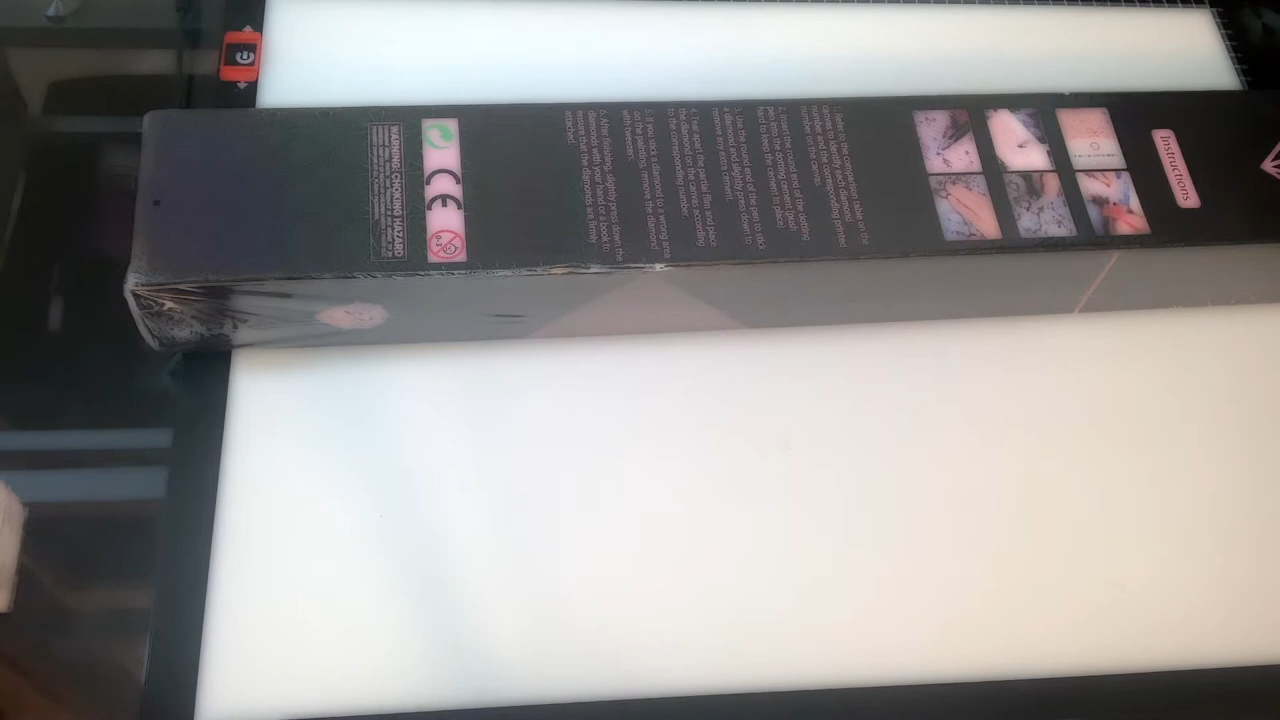 Instructions
1. Refer to the comparison table on the
canvas to identify each diamond
number and the corresponding printed
number on the canvas.
2. Insert the round end of the dotting
pen into the dotting cement (push
hard to keep the cement in place)
3. Use the round end of the pen to stick
a diamond and slightly press down to
remove any extra cement.
4. Tear apart the partial film and place
the diamond on the canvas according
to the corresponding number.
5. If you stick a diamond to a wrong area
on the painting, remove the diamond
with tweezers.
6. After finishing, slightly press down the
diamonds with your hand or a book to
ensure that the diamonds are firmly
attached.
CE
0-3
WARNING: CHOKING HAZARD